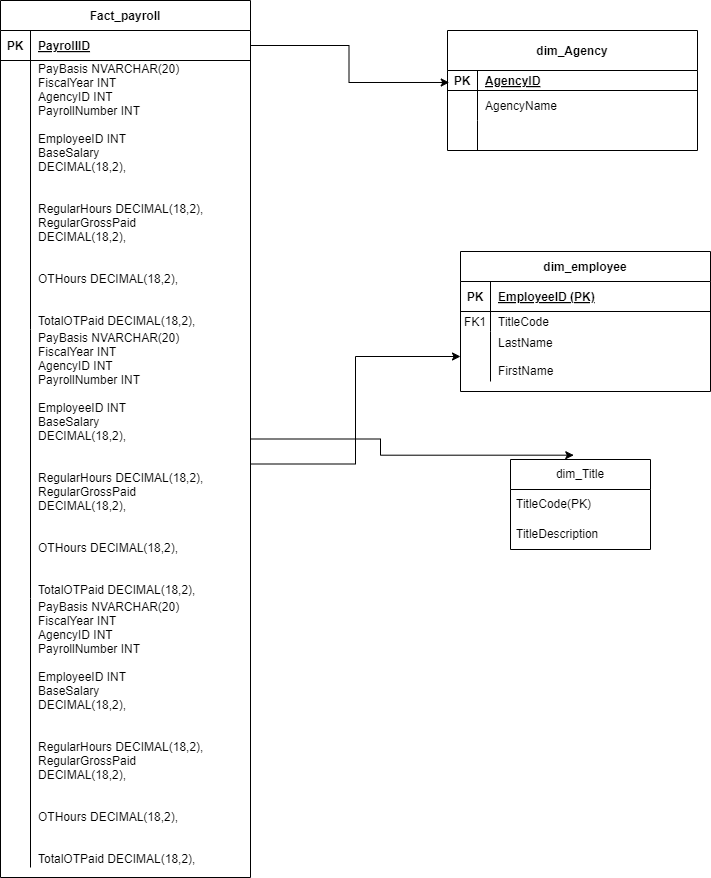 Fact_payroll
PK PayrollID
PayBasis NVARCHAR(20)
FiscalYear INT
AgencyID INT
PayrollNumber INT
EmployeeID INT
BaseSalary
DECIMAL(18,2),
RegularHours DECIMAL(18,2),
RegularGrossPaid
DECIMAL(18,2),
OTHours DECIMAL(18,2),
TotalOTPaid DECIMAL(18,2),
PayBasis NVARCHAR(20)
FiscalYear INT
AgencyID INT
PayrollNumber INT
EmployeeID INT
BaseSalary
DECIMAL(18,2),
RegularHours DECIMAL(18,2),
RegularGrossPaid
DECIMAL(18,2),
OTHours DECIMAL(18,2),
TotalOTPaid DECIMAL(18,2),
PayBasis NVARCHAR(20)
FiscalYear INT
AgencyID INT
PayrollNumber INT
EmployeeID INT
BaseSalary
DECIMAL(18,2),
RegularHours DECIMAL(18,2),
RegularGrossPaid
DECIMAL(18,2),
OTHours DECIMAL(18,2),
TotalOTPaid DECIMAL(18,2),
dim_Agency
PK AgencyID
AgencyName
dim_employee
PK EmployeeID (PK)
FK1 TitleCode
LastName
FirstName
dim_Title
TitleCode(PK)
TitleDescription